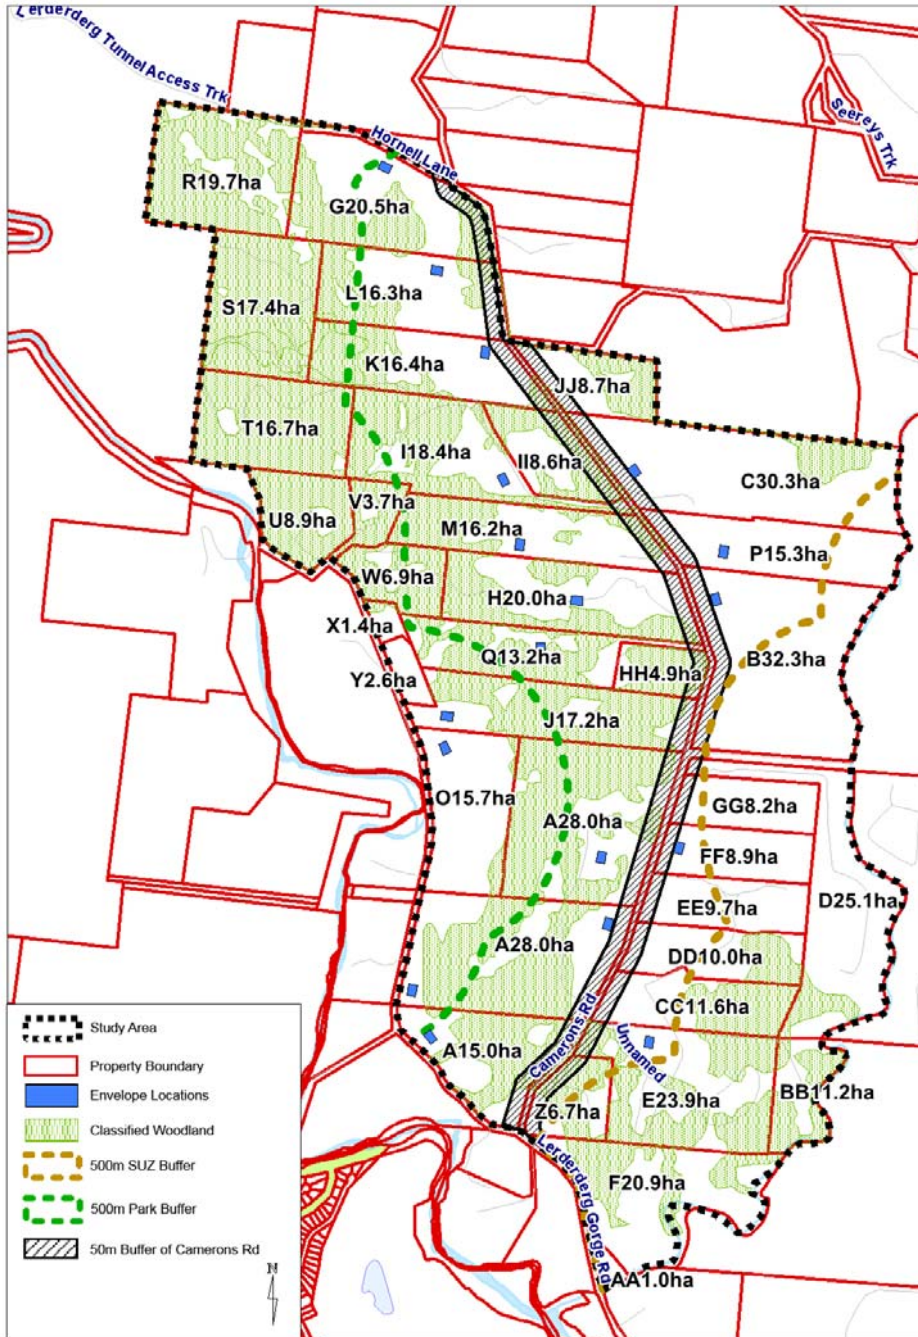 Lerderderg Tunnel Access Trk
Hornell Lane
Seereys Trk
R19.7ha
G20.5ha
S17.4ha
L16.3ha
K16.4ha
JJ8.7ha
T16.7ha
I18.4ha
II8.6ha
C30.3ha
V3.7ha
U8.9ha
M16.2ha
P15.3ha
W6.9ha
H20.0ha
X1.4ha
Q13.2ha
B32.3ha
Y2.6ha
HH4.9ha
J17.2ha
O15.7ha
GG8.2ha
A28.0ha
FF8.9ha
EE9.7ha
D25.1ha
A28.0ha
DD10.0ha
CC11.6ha
A15.0ha
Camerons Rd
Unnamed
Z6.7ha
E23.9ha
BB11.2ha
Lerderderg Gorge Rd
F20.9ha
AA1.0ha
Study Area
Property Boundary
Envelope Locations
Classified Woodland
500m SUZ Buffer
500m Park Buffer
50m Buffer of Camerons Rd
N